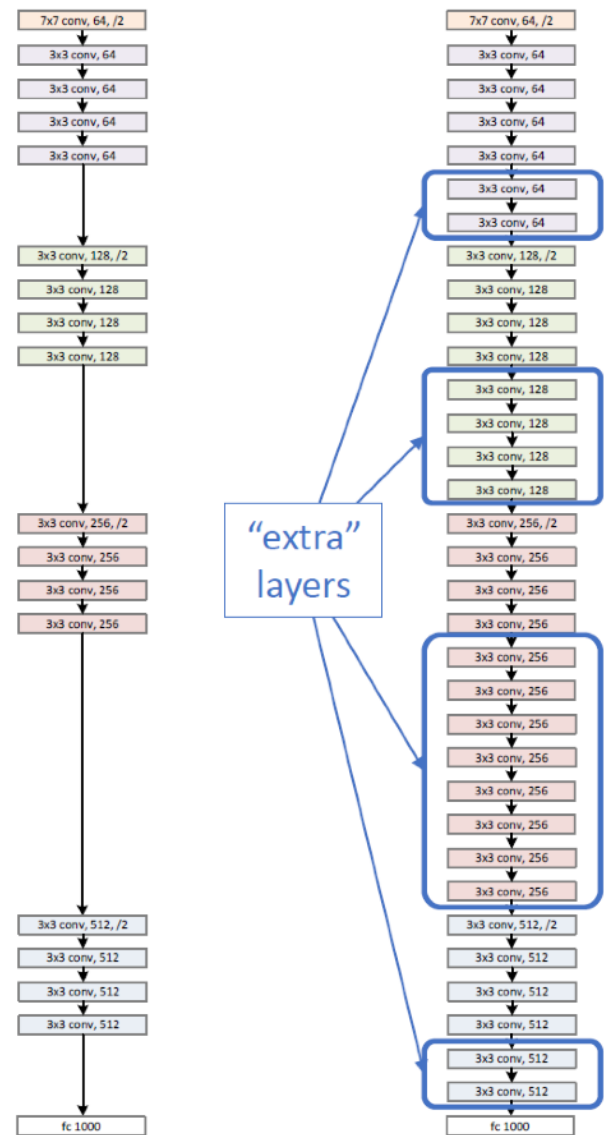 7x7 conv, 64, /2
3x3 conv, 64
3x3 conv, 64
3x3 conv, 64
3x3 conv, 64
3x3 conv, 128, /2
3x3 conv, 128
3x3 conv, 128
3x3 conv, 128
3x3 conv, 256, /2
3x3 conv, 256
3x3 conv, 256
3x3 conv, 256
3x3 conv, 512, /2
3x3 conv, 512
3x3 conv, 512
3x3 conv, 512
fc 1000
“extra”
layers
7x7 conv, 64, /2
3x3 conv, 64
3x3 conv, 64
3x3 conv, 64
3x3 conv, 64
3x3 conv, 64
3x3 conv, 64
3x3 conv, 128, /2
3x3 conv, 128
3x3 conv, 128
3x3 conv, 128
3x3 conv, 128
3x3 conv, 128
3x3 conv, 128
3x3 conv, 128
3x3 conv, 256, /2
3x3 conv, 256
3x3 conv, 256
3x3 conv, 256
3x3 conv, 256
3x3 conv, 256
3x3 conv, 256
3x3 conv, 256
3x3 conv, 256
3x3 conv, 256
3x3 conv, 256
3x3 conv, 256
3x3 conv, 512, /2
3x3 conv, 512
3x3 conv, 512
3x3 conv, 512
3x3 conv, 512
3x3 conv, 512
fc 1000